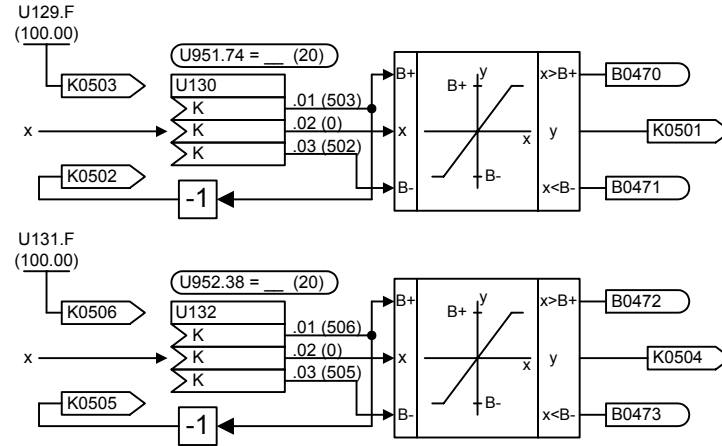 U129.F
(100.00)
U951.74 = __ (20)
K0503
U130
K .01 (503)
x K .02 (0)
K .03 (502)
K0502
-1
B+ y x>B+ B0470
B+
x x y K0501
B- B- x<B- B0471
U131.F
(100.00)
U952.38 = __ (20)
K0506
U132
K .01 (506)
x K .02 (0)
K .03 (505)
K0505
-1
B+ y x>B+ B0472
B+
x x y K0504
B- B- x<B- B0473